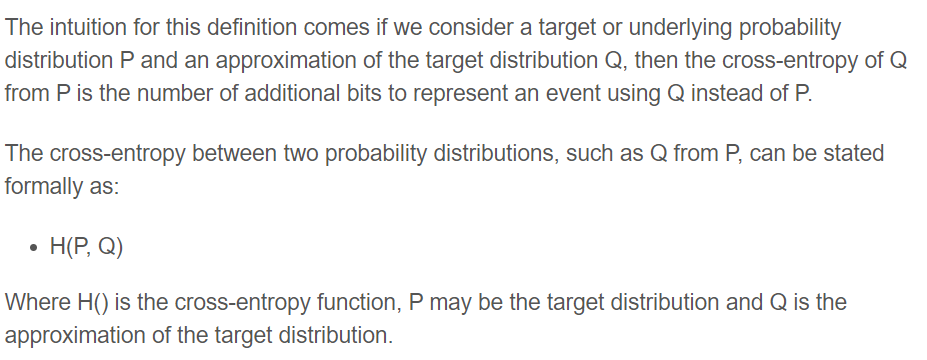 The intuition for this definition comes if we consider a target or underlying probability
distribution P and an approximation of the target distribution Q, then the cross-entropy of Q
from P is the number of additional bits to represent an event using Q instead of P.
The cross-entropy between two probability distributions, such as Q from P, can be stated
formally as:
• H(P, Q)
Where H() is the cross-entropy function, P may be the target distribution and Q is the
approximation of the target distribution.